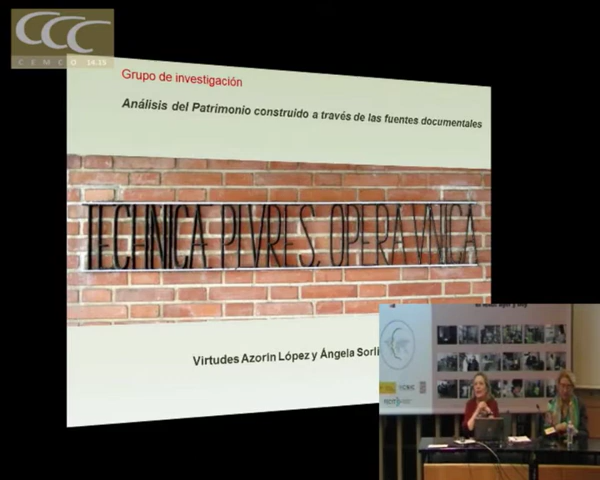 CCC
CEMCO 14.15
Grupo de investigación
Análisis del Patrimonio construido a través de las fuentes documentales
TECHNICA PLVRES, OPERA VNICA
Virtudes Azorín López y Ángela Sorli